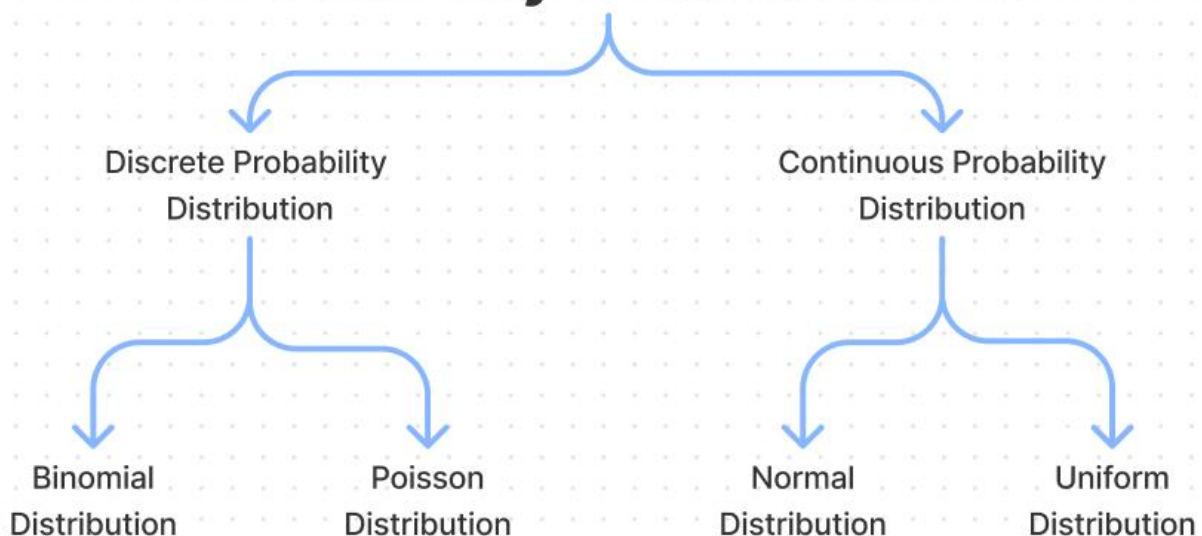 Discrete Probability
Distribution
Continuous Probability
Distribution
Binomial
Distribution
Poisson
Distribution
Normal
Distribution
Uniform
Distribution